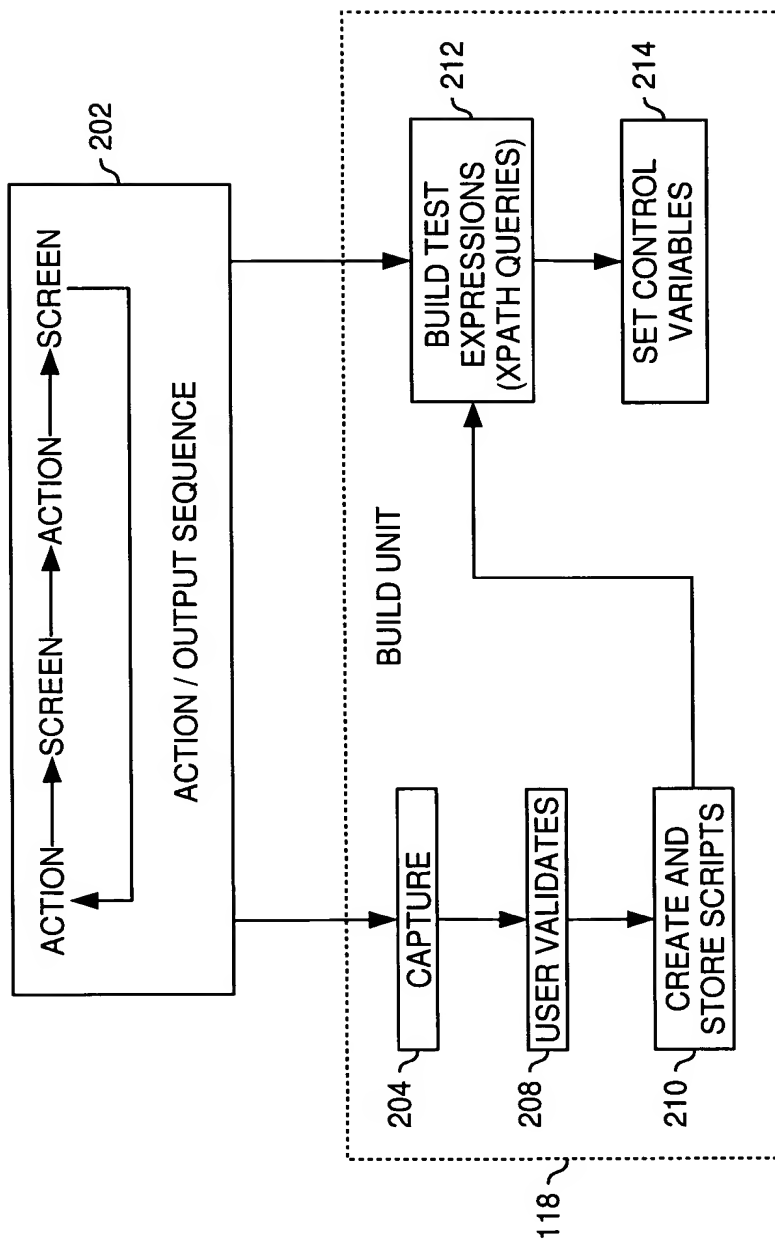 ACTION SCREEN ACTION SCREEN
ACTION / OUTPUT SEQUENCE
202
BUILD UNIT
CAPTURE
204
USER VALIDATES
208
CREATE AND
STORE SCRIPTS
210
BUILD TEST
EXPRESSIONS
(XPATH QUERIES)
212
SET CONTROL
VARIABLES
214
118